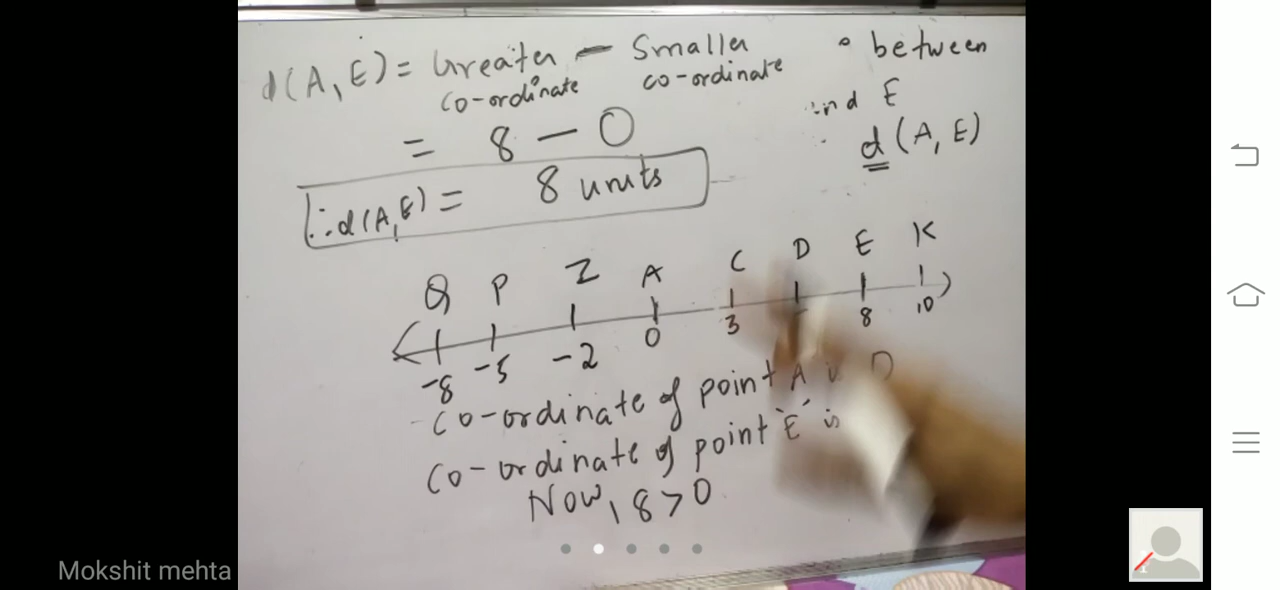 d(A, E) = Greater — Smaller
co-ordinate co-ordinate
= 8 — 0
∴ d(A, E) = 8 units
between
E
d (A, E)
Q P Z A C D E K
-8 -5 -2 0 3 8 10
Co-ordinate of point A
Co-ordinate of point 'E' is
Now, 8 > 0
Mokshit mehta